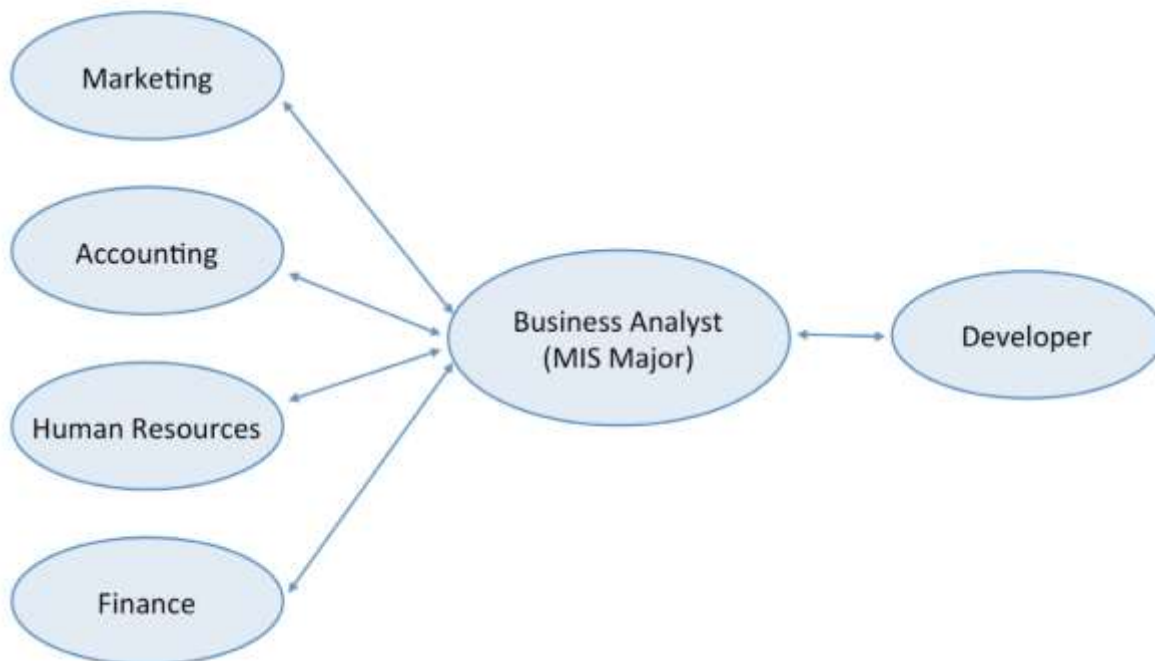 Marketing
Accounting
Human Resources
Finance
Business Analyst
(MIS Major)
Developer